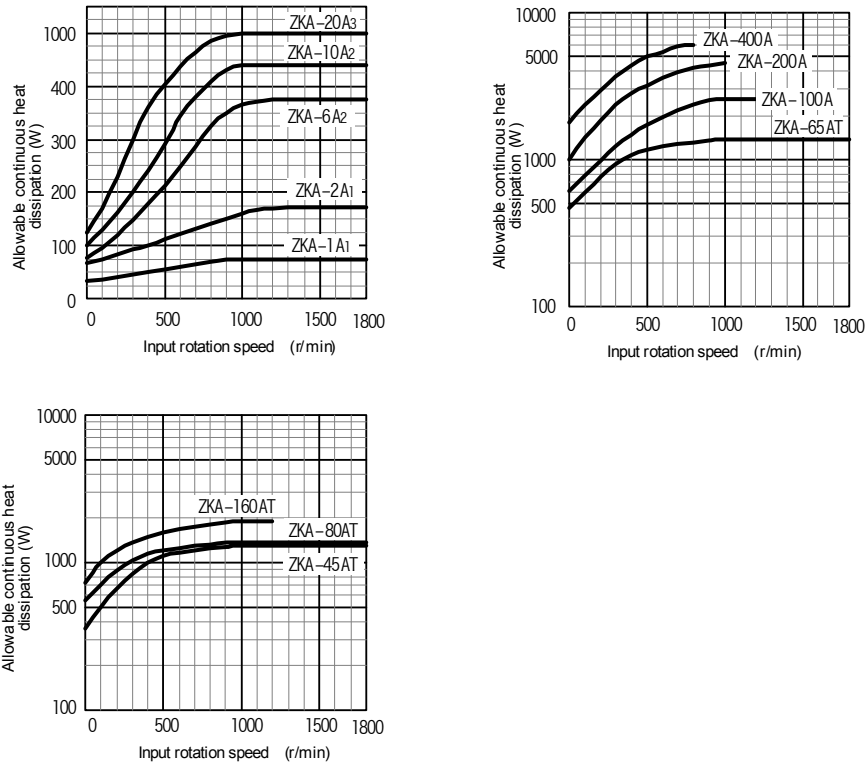 Allowable continuous heat
dissipation (W)
1000
400
300
200
100
0
ZKA-20A3
ZKA-10A2
ZKA-6A2
ZKA-2A1
ZKA-1A1
0 500 1000 1500 1800
Input rotation speed (r/min)
Allowable continuous heat
dissipation (W)
10000
5000
1000
500
100
ZKA-400A
ZKA-200A
ZKA-100A
ZKA-65AT
0 500 1000 1500 1800
Input rotation speed (r/min)
Allowable continuous heat
dissipation (W)
10000
5000
1000
500
100
ZKA-160AT
ZKA-80AT
ZKA-45AT
0 500 1000 1500 1800
Input rotation speed (r/min)